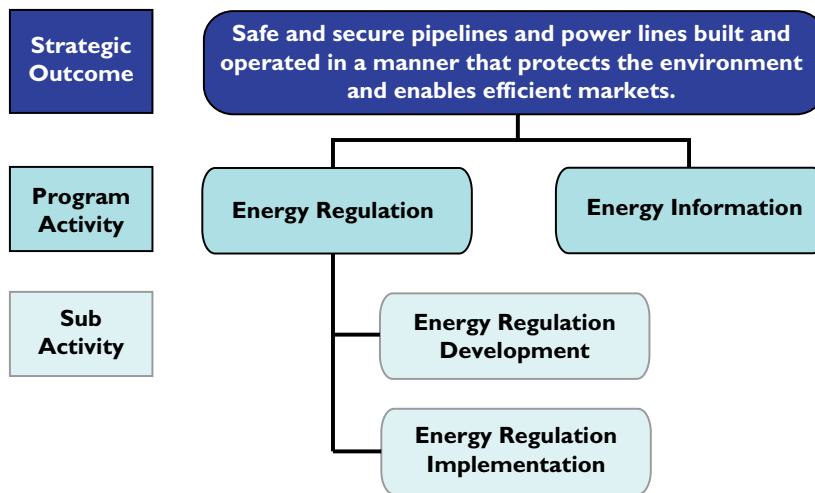 Strategic
Outcome
Safe and secure pipelines and power lines built and
operated in a manner that protects the environment
and enables efficient markets.
Program
Activity
Energy Regulation
Energy Information
Sub
Activity
Energy Regulation
Development
Energy Regulation
Implementation